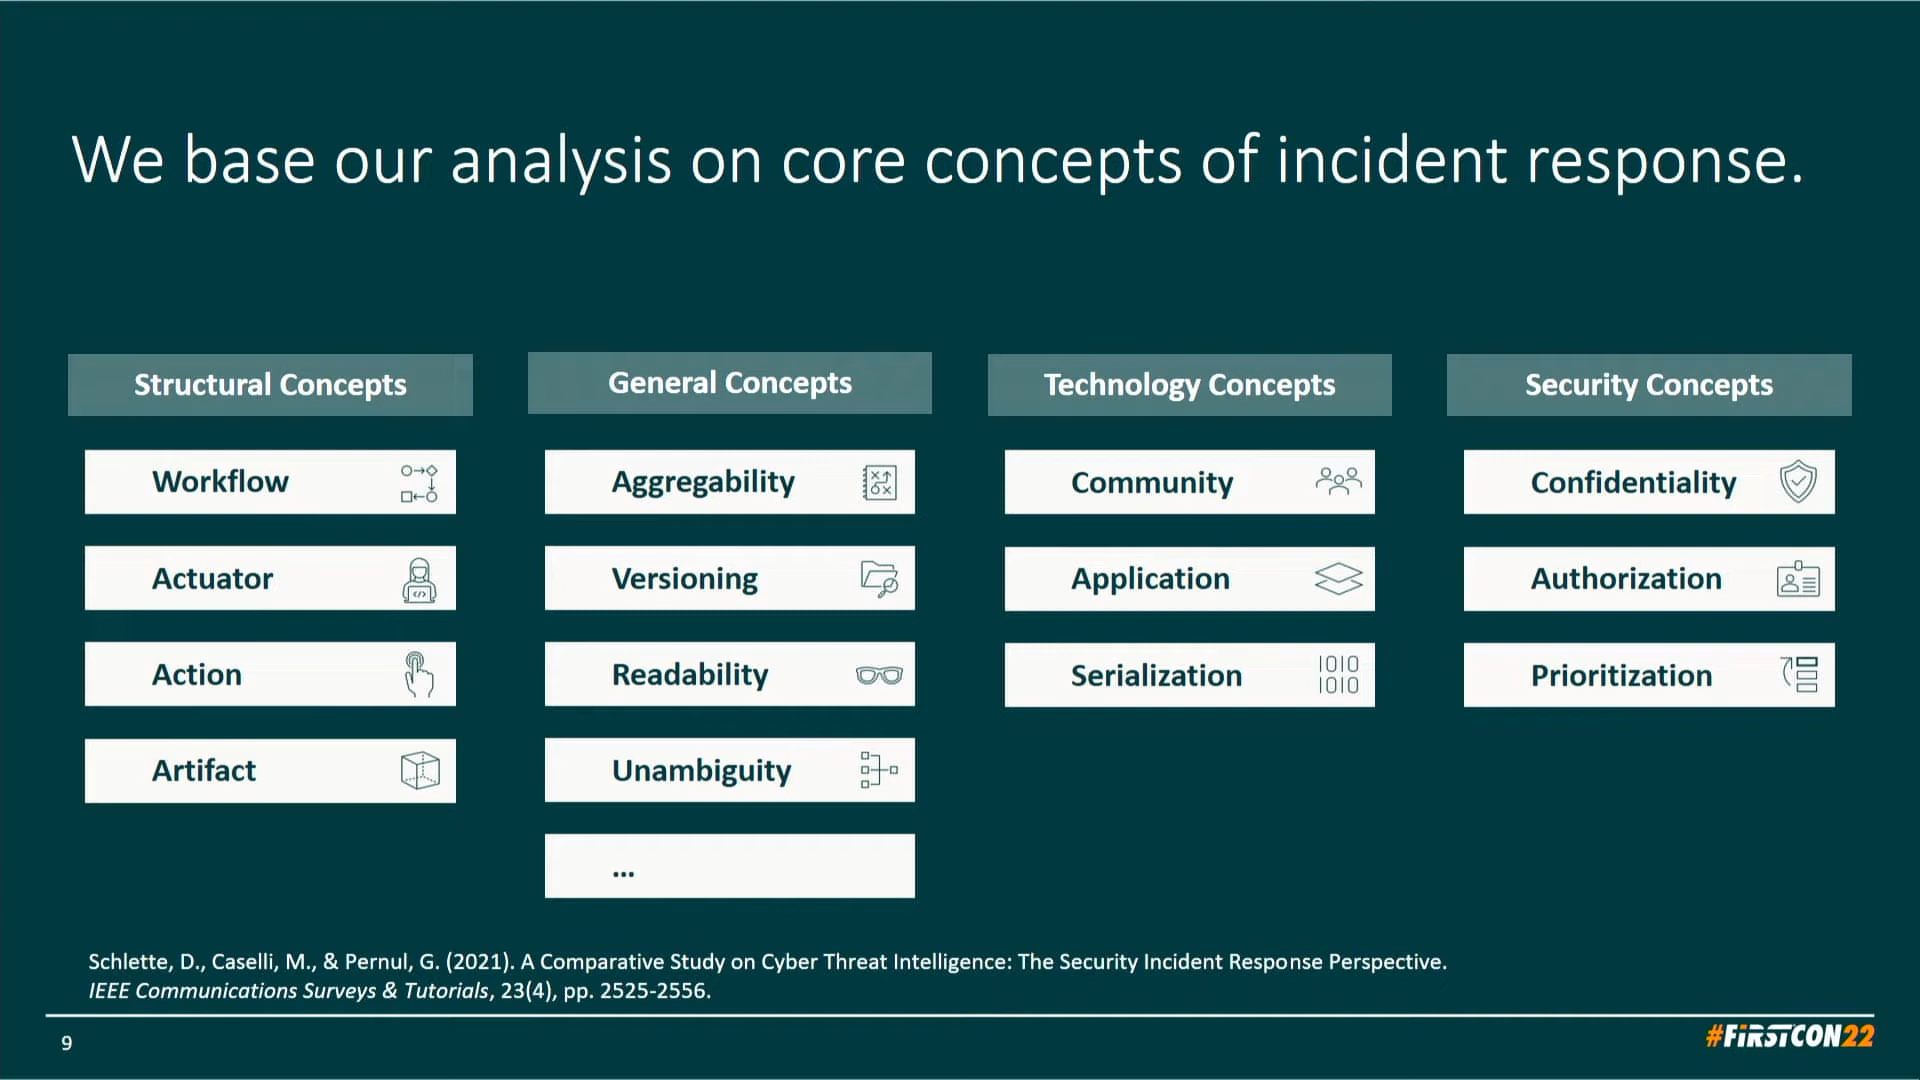 We base our analysis on core concepts of incident response.
Structural Concepts
Workflow
Actuator
Action
Artifact
General Concepts
Aggregability
Versioning
Readability
Unambiguity
...
Technology Concepts
Community
Application
Serialization
1010
1010
Security Concepts
Confidentiality
Authorization
Prioritization
Schlette, D., Caselli, M., & Pernul, G. (2021). A Comparative Study on Cyber Threat Intelligence: The Security Incident Response Perspective.
IEEE Communications Surveys & Tutorials, 23(4), pp. 2525-2556.
9
#FiRSTCON22